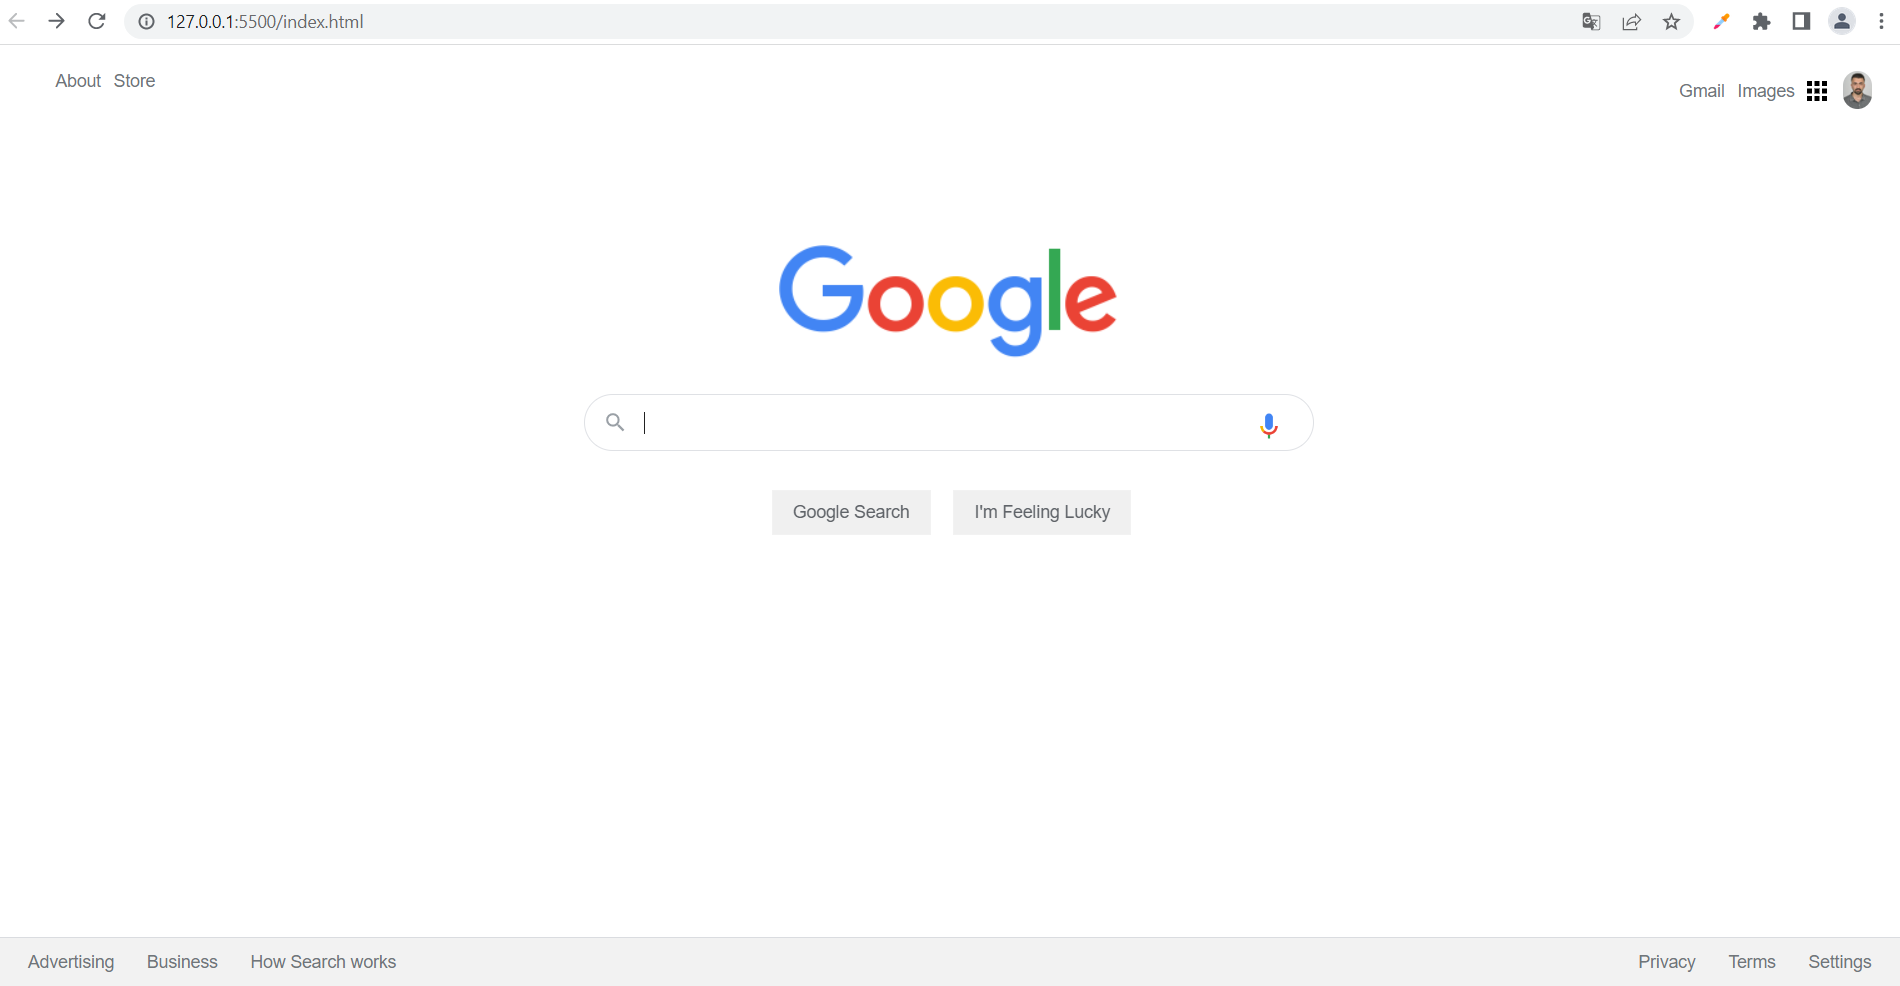 127.0.0.1:5500/index.html
About Store
Gmail Images
Google
Google Search I'm Feeling Lucky
Advertising Business How Search works
Privacy Terms Settings